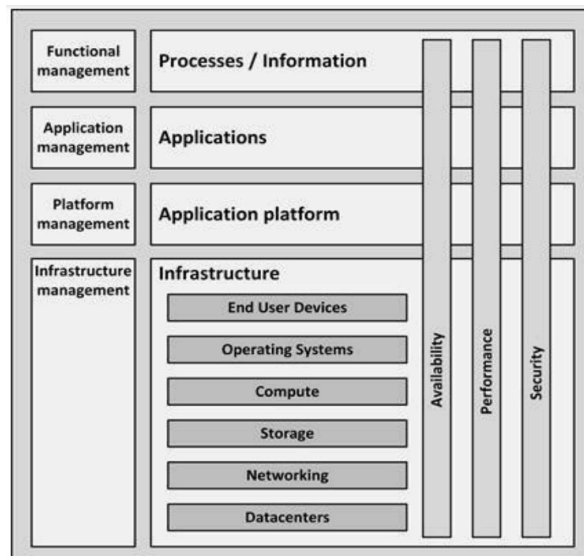 Functional
management
Processes / Information
Application
management
Applications
Platform
management
Application platform
Infrastructure
management
Infrastructure
End User Devices
Operating Systems
Compute
Storage
Networking
Datacenters
Availability
Performance
Security